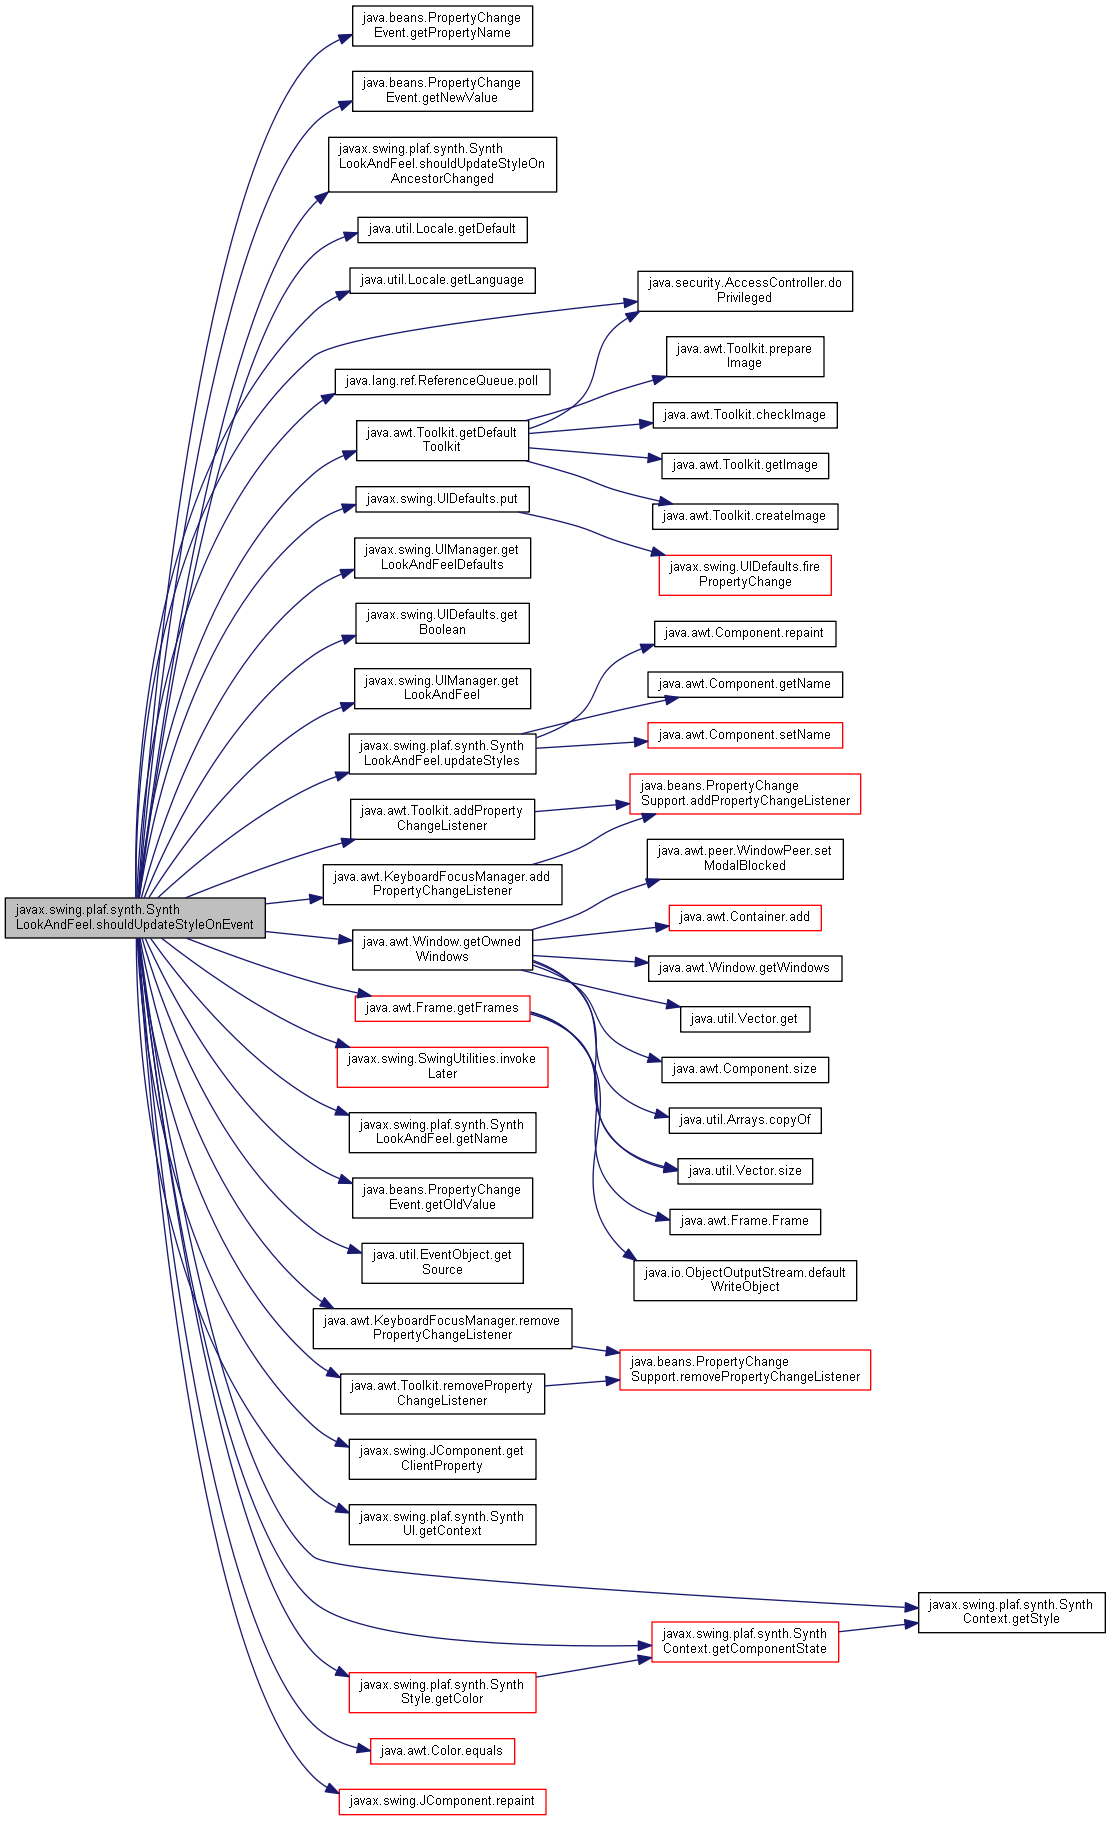 java.beans.PropertyChange
Event.getPropertyName
java.beans.PropertyChange
Event.getNewValue
javax.swing.plaf.synth.Synth
LookAndFeel.shouldUpdateStyleOn
AncestorChanged
java.util.Locale.getDefault
java.util.Locale.getLanguage
java.security.AccessController.do
Privileged
java.lang.ref.ReferenceQueue.poll
java.awt.Toolkit.prepare
Image
java.awt.Toolkit.getDefault
Toolkit
java.awt.Toolkit.checkImage
java.awt.Toolkit.getImage
javax.swing.UIDefaults.put
java.awt.Toolkit.createImage
javax.swing.UIManager.get
LookAndFeelDefaults
javax.swing.UIDefaults.fire
PropertyChange
javax.swing.UIDefaults.get
Boolean
java.awt.Component.repaint
javax.swing.UIManager.get
LookAndFeel
java.awt.Component.getName
javax.swing.plaf.synth.Synth
LookAndFeel.updateStyles
java.awt.Component.setName
java.awt.Toolkit.addProperty
ChangeListener
java.beans.PropertyChange
Support.addPropertyChangeListener
java.awt.KeyboardFocusManager.add
PropertyChangeListener
java.awt.peer.WindowPeer.set
ModalBlocked
javax.swing.plaf.synth.Synth
LookAndFeel.shouldUpdateStyleOnEvent
java.awt.Window.getOwned
Windows
java.awt.Container.add
java.awt.Window.getWindows
java.awt.Frame.getFrames
java.util.Vector.get
javax.swing.SwingUtilities.invoke
Later
java.awt.Component.size
javax.swing.plaf.synth.Synth
LookAndFeel.getName
java.util.Arrays.copyOf
java.util.Vector.size
java.beans.PropertyChange
Event.getOldValue
java.awt.Frame.Frame
java.util.EventObject.get
Source
java.io.ObjectOutputStream.default
WriteObject
java.awt.KeyboardFocusManager.remove
PropertyChangeListener
java.beans.PropertyChange
Support.removePropertyChangeListener
java.awt.Toolkit.removeProperty
ChangeListener
javax.swing.JComponent.get
ClientProperty
javax.swing.plaf.synth.Synth
UI.getContext
javax.swing.plaf.synth.Synth
Context.getStyle
javax.swing.plaf.synth.Synth
Context.getComponentState
javax.swing.plaf.synth.Synth
Style.getColor
java.awt.Color.equals
javax.swing.JComponent.repaint